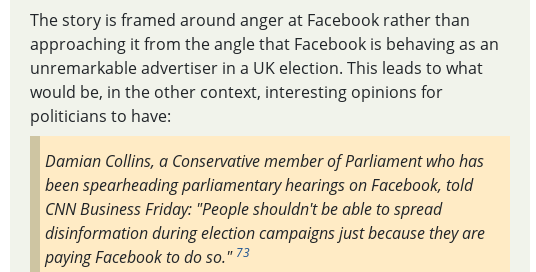 The story is framed around anger at Facebook rather than
approaching it from the angle that Facebook is behaving as an
unremarkable advertiser in a UK election. This leads to what
would be, in the other context, interesting opinions for
politicians to have:
Damian Collins, a Conservative member of Parliament who has
been spearheading parliamentary hearings on Facebook, told
CNN Business Friday: "People shouldn't be able to spread
disinformation during election campaigns just because they are
paying Facebook to do so." 73